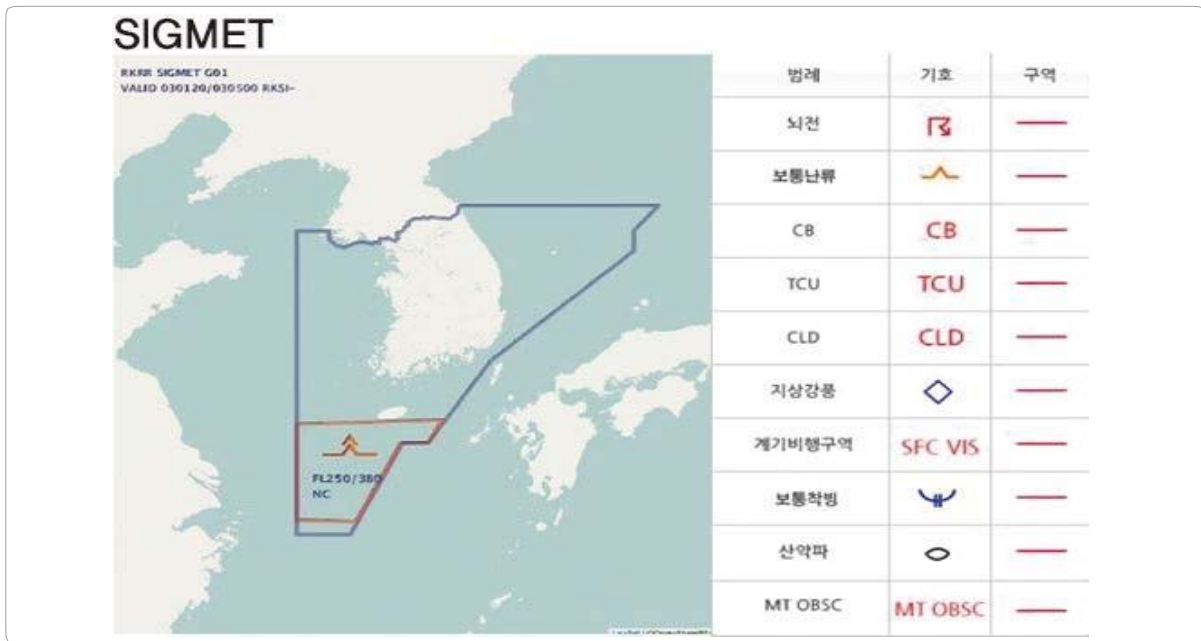 SIGMET
RKRR SIGMET G01
VALID 030120/030500 RKSI-
FL250/380
NC
범례 기호 구역
뇌전
보통난류
CB CB
TCU TCU
CLD CLD
지상강풍
계기비행구역 SFC VIS
보통착빙
산악파
MT OBSC MT OBSC